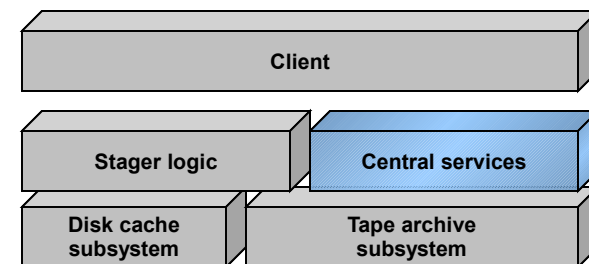 Client
Stager logic
Central services
Disk cache
subsystem
Tape archive
subsystem